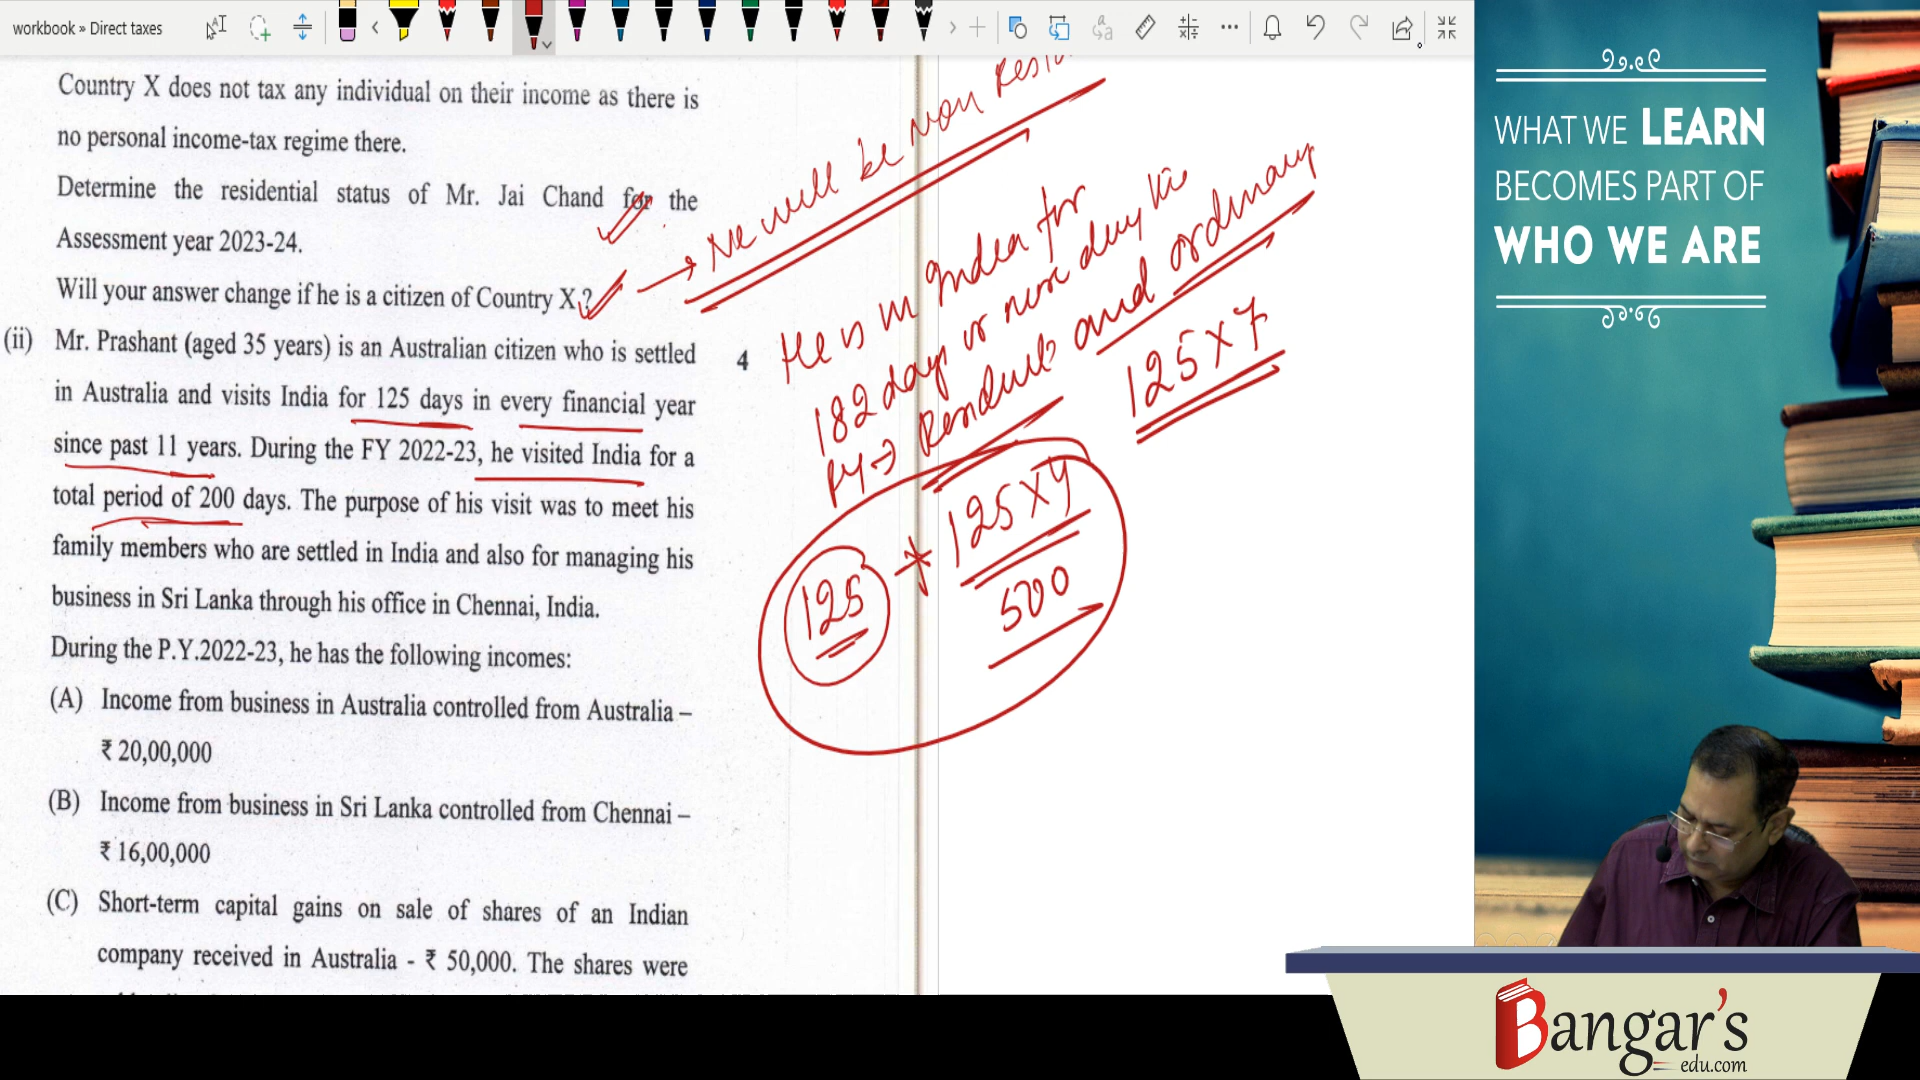 workbook » Direct taxes
Country X does not tax any individual on their income as there is
no personal income-tax regime there.
Determine the residential status of Mr. Jai Chand for the
Assessment year 2023-24.
Will your answer change if he is a citizen of Country X?
(ii) Mr. Prashant (aged 35 years) is an Australian citizen who is settled
in Australia and visits India for 125 days in every financial year
since past 11 years. During the FY 2022-23, he visited India for a
total period of 200 days. The purpose of his visit was to meet his
family members who are settled in India and also for managing his
business in Sri Lanka through his office in Chennai, India.
During the P.Y.2022-23, he has the following incomes:
(A) Income from business in Australia controlled from Australia –
₹ 20,00,000
(B) Income from business in Sri Lanka controlled from Chennai –
₹ 16,00,000
(C) Short-term capital gains on sale of shares of an Indian
company received in Australia - ₹ 50,000. The shares were
4
→ He will be Non
He is in India for
182 days or more during the
PY → Resident and ordinary
125 X 7
125 + 125 X 4
500
WHAT WE LEARN
BECOMES PART OF
WHO WE ARE
Bangar's
edu.com